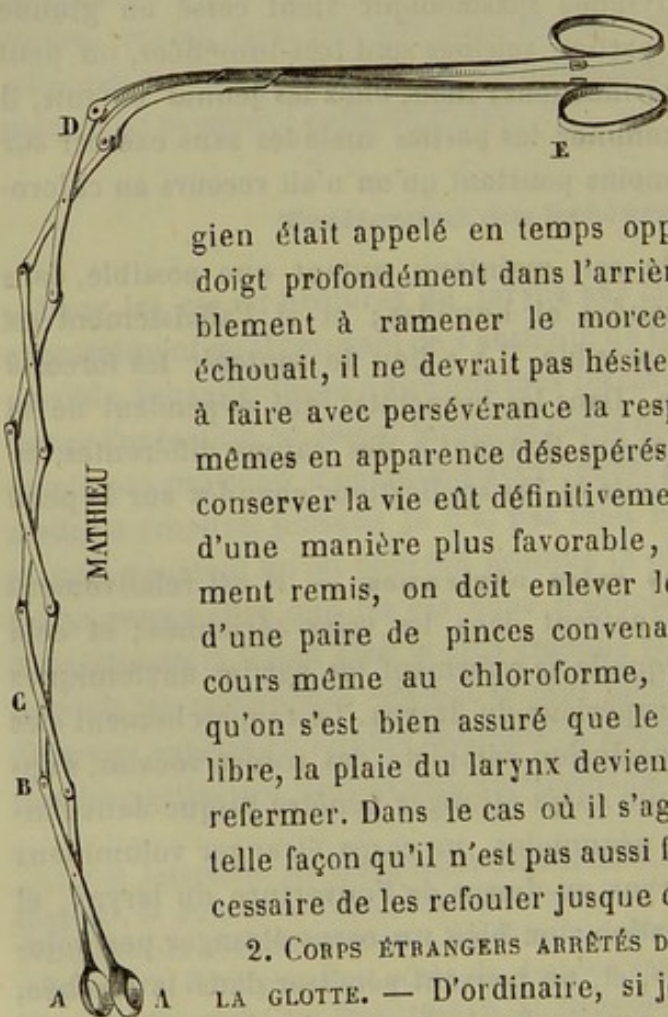 D
E
gien était appelé en temps opp
doigt profondément dans l'arrièr
blement à ramener le morce
échouait, il ne devrait pas hésite
à faire avec persévérance la resp
mêmes en apparence désespérés
conserver la vie eût définitiveme
d'une manière plus favorable,
ment remis, on doit enlever le
d'une paire de pinces convena
cours même au chloroforme,
qu'on s'est bien assuré que le
libre, la plaie du larynx devien
refermer. Dans le cas où il s'ag
telle façon qu'il n'est pas aussi f
cessaire de les refouler jusque d
2. CORPS ÉTRANGERS ARRÊTÉS D
LA GLOTTE. — D'ordinaire, si j
MATHIEU
C
B
A A